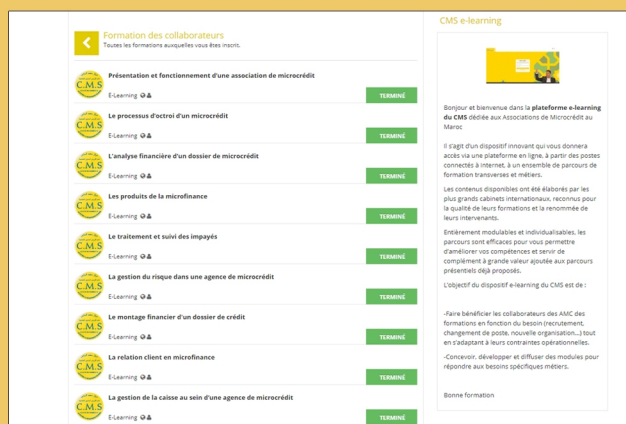 Formation des collaborateurs
Toutes les formations auxquelles vous êtes inscrit.
C.M.S
Présentation et fonctionnement d'une association de microcrédit
E-Learning
TERMINÉ
C.M.S
Le processus d'octroi d'un microcrédit
E-Learning
TERMINÉ
C.M.S
L'analyse financière d'un dossier de microcrédit
E-Learning
TERMINÉ
C.M.S
Les produits de la microfinance
E-Learning
TERMINÉ
C.M.S
Le traitement et suivi des impayés
E-Learning
TERMINÉ
C.M.S
La gestion du risque dans une agence de microcrédit
E-Learning
TERMINÉ
C.M.S
Le montage financier d'un dossier de crédit
E-Learning
TERMINÉ
C.M.S
La relation client en microfinance
E-Learning
TERMINÉ
C.M.S
La gestion de la caisse au sein d'une agence de microcrédit
E-Learning
TERMINÉ
CMS e-learning
Bonjour et bienvenue dans la plateforme e-learning
du CMS dédiée aux Associations de Microcrédit au
Maroc
Il s'agit d'un dispositif innovant qui vous donnera
accès via une plateforme en ligne, à partir des postes
connectés à internet, à un ensemble de parcours de
formation transverses et métiers.
Les contenus disponibles ont été élaborés par les
plus grands cabinets internationaux, reconnus pour
la qualité de leurs formations et la renommée de
leurs intervenants.
Entièrement modulables et individualisables, les
parcours sont efficaces pour vous permettre
d'améliorer vos compétences et servir de
complément à grande valeur ajoutée aux parcours
présentiels déjà proposés.
L'objectif du dispositif e-learning du CMS est de :
-Faire bénéficier les collaborateurs des AMC des
formations en fonction du besoin (recrutement,
changement de poste, nouvelle organisation...) tout
en s'adaptant à leurs contraintes opérationnelles.
-Concevoir, développer et diffuser des modules pour
répondre aux besoins spécifiques métiers.
Bonne formation